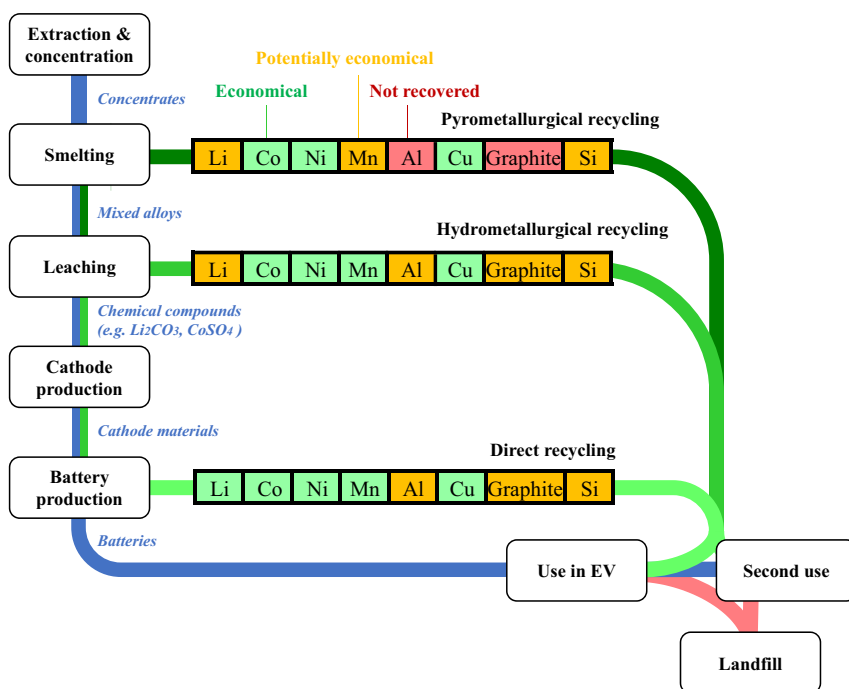 Extraction &
concentration
Potentially economical
Concentrates
Economical
Not recovered
Pyrometallurgical recycling
Smelting
Li Co Ni Mn Al Cu Graphite Si
Mixed alloys
Hydrometallurgical recycling
Leaching
Li Co Ni Mn Al Cu Graphite Si
Chemical compounds
(e.g. Li2CO3, CoSO4 )
Cathode
production
Cathode materials
Direct recycling
Battery
production
Li Co Ni Mn Al Cu Graphite Si
Batteries
Use in EV
Second use
Landfill